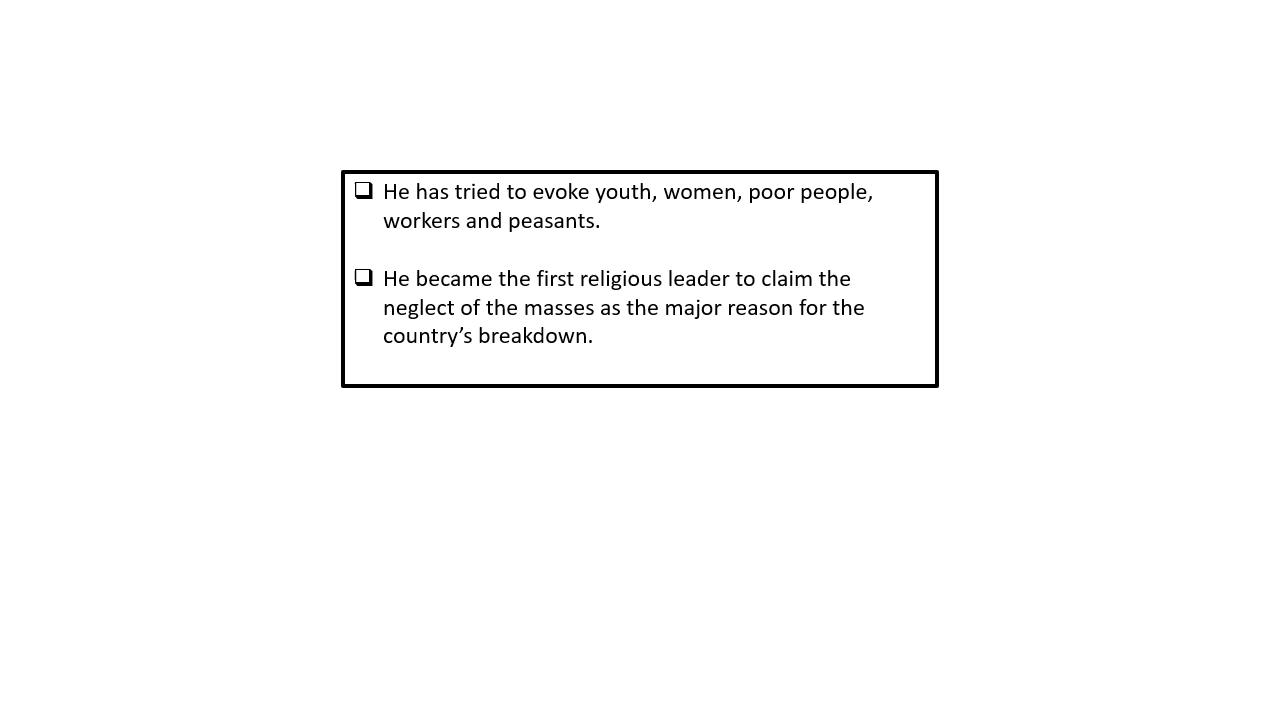 ❑ He has tried to evoke youth, women, poor people,
workers and peasants.
❑ He became the first religious leader to claim the
neglect of the masses as the major reason for the
country’s breakdown.